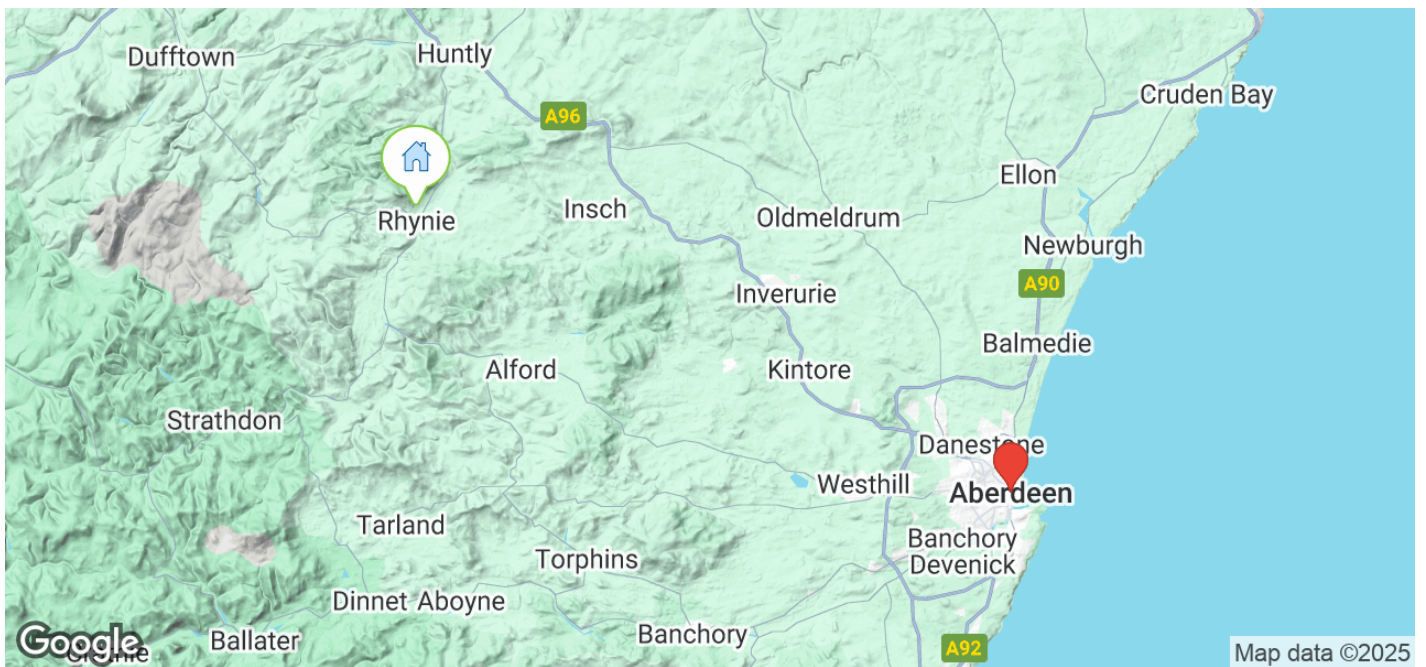 Dufftown
Huntly
Cruden Bay
A96
Ellon
Rhynie
Insch
Oldmeldrum
Newburgh
A90
Inverurie
Balmedie
Alford
Kintore
Strathdon
Danestone
Westhill
Aberdeen
Tarland
Banchory
Devenick
Torphins
Dinnet
Aboyne
Ballater
Banchory
A92
Google
Map data ©2025